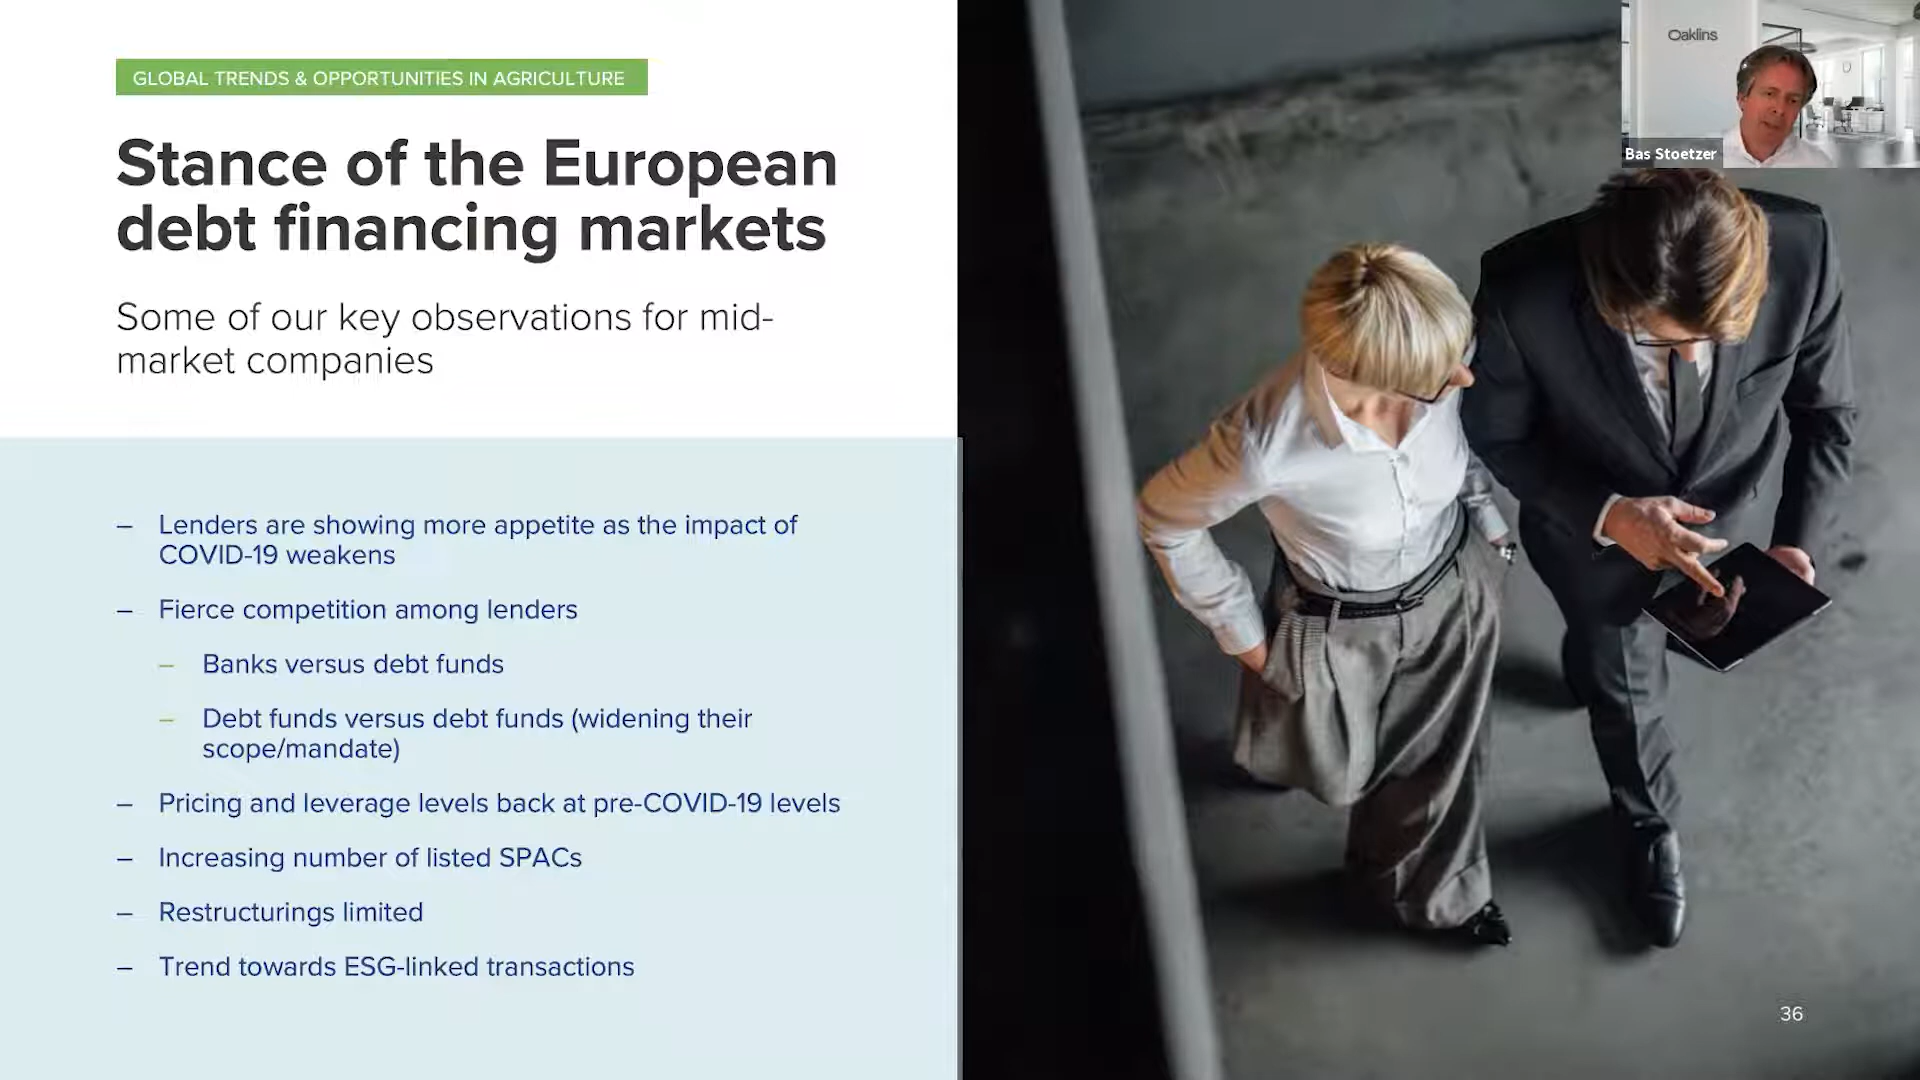 GLOBAL TRENDS & OPPORTUNITIES IN AGRICULTURE
Stance of the European
debt financing markets
Some of our key observations for mid-
market companies
– Lenders are showing more appetite as the impact of
COVID-19 weakens
– Fierce competition among lenders
– Banks versus debt funds
– Debt funds versus debt funds (widening their
scope/mandate)
– Pricing and leverage levels back at pre-COVID-19 levels
– Increasing number of listed SPACs
– Restructurings limited
– Trend towards ESG-linked transactions
Oaklins
Bas Stoetzer
36